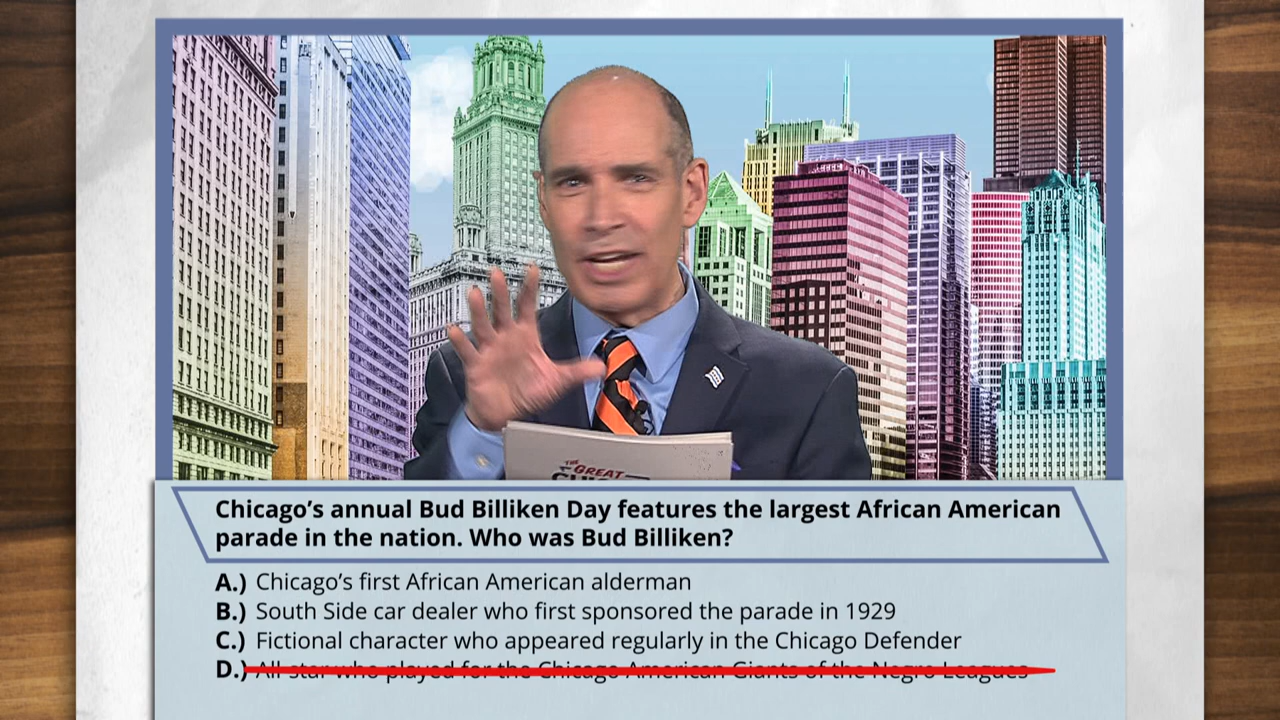 THE
GREAT
Chicago's annual Bud Billiken Day features the largest African American
parade in the nation. Who was Bud Billiken?
A.) Chicago's first African American alderman
B.) South Side car dealer who first sponsored the parade in 1929
C.) Fictional character who appeared regularly in the Chicago Defender
D.) All-star who played for the Chicago American Giants of the Negro Leagues